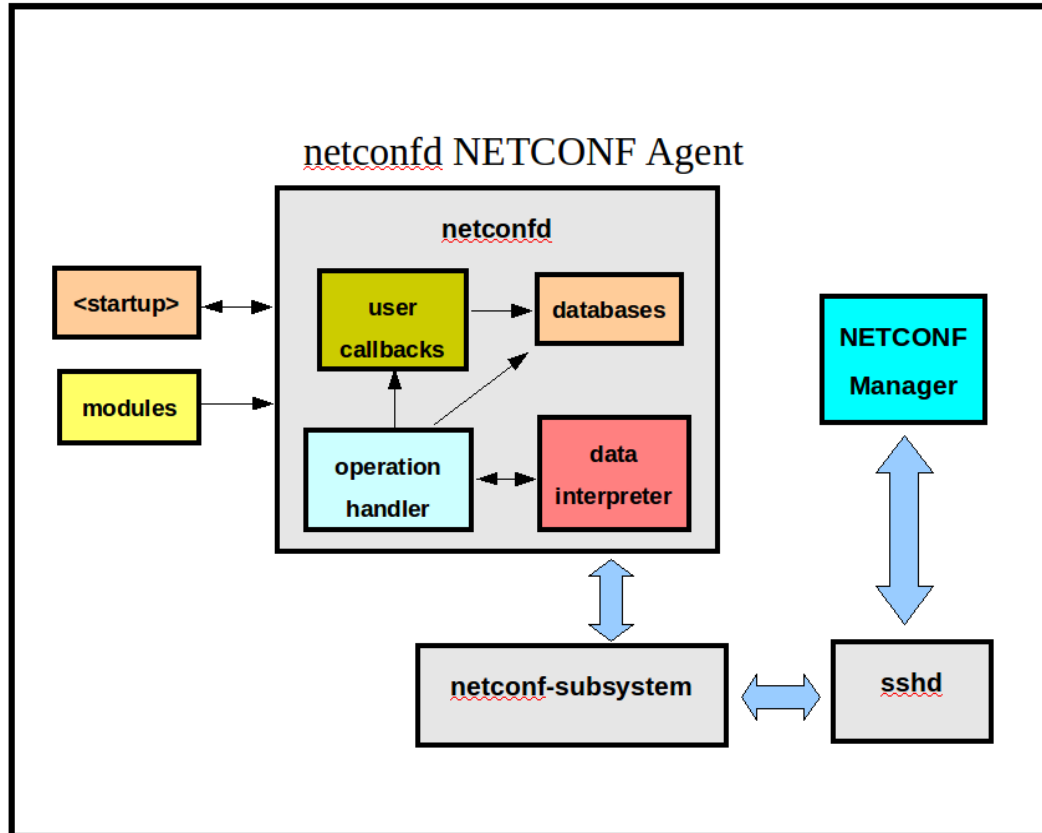 netconfd NETCONF Agent
netconfd
<startup>
user
callbacks
databases
modules
operation
handler
data
interpreter
NETCONF
Manager
netconf-subsystem
sshd